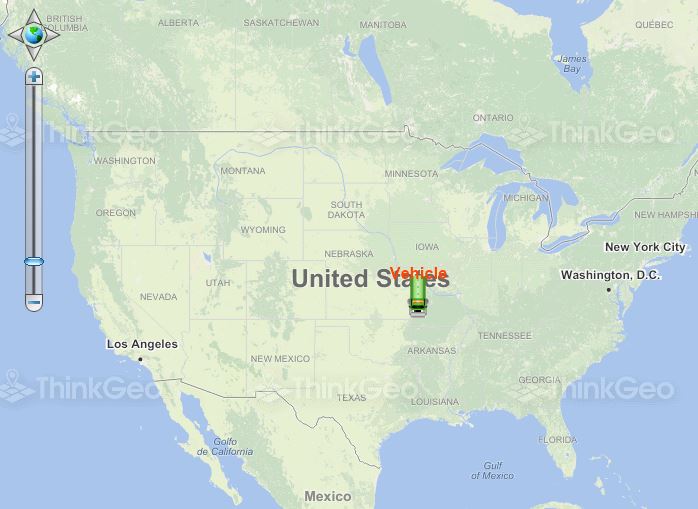 BRITISH
COLUMBIA
ALBERTA
SASKATCHEWAN
MANITOBA
QUÉBEC
James
Bay
ONTARIO
ThinkGeo
ThinkGeo
ThinkGeo
WASHINGTON
MONTANA
MINNESOTA
MICHIGAN
SOUTH
DAKOTA
OREGON
NEW HAMPSH
WYOMING
IOWA
New York City
NEBRASKA
United States
Vehicle
Washington, D.C.
UTAH
NEVADA
Los Angeles
TENNESSEE
ARKANSAS
NEW MEXICO
GEORGIA
ThinkGeo
ThinkGeo
ThinkGeo
TEXAS
LOUISIANA
Golfo
de California
FLORIDA
Gulf
of Mexico
Mexico